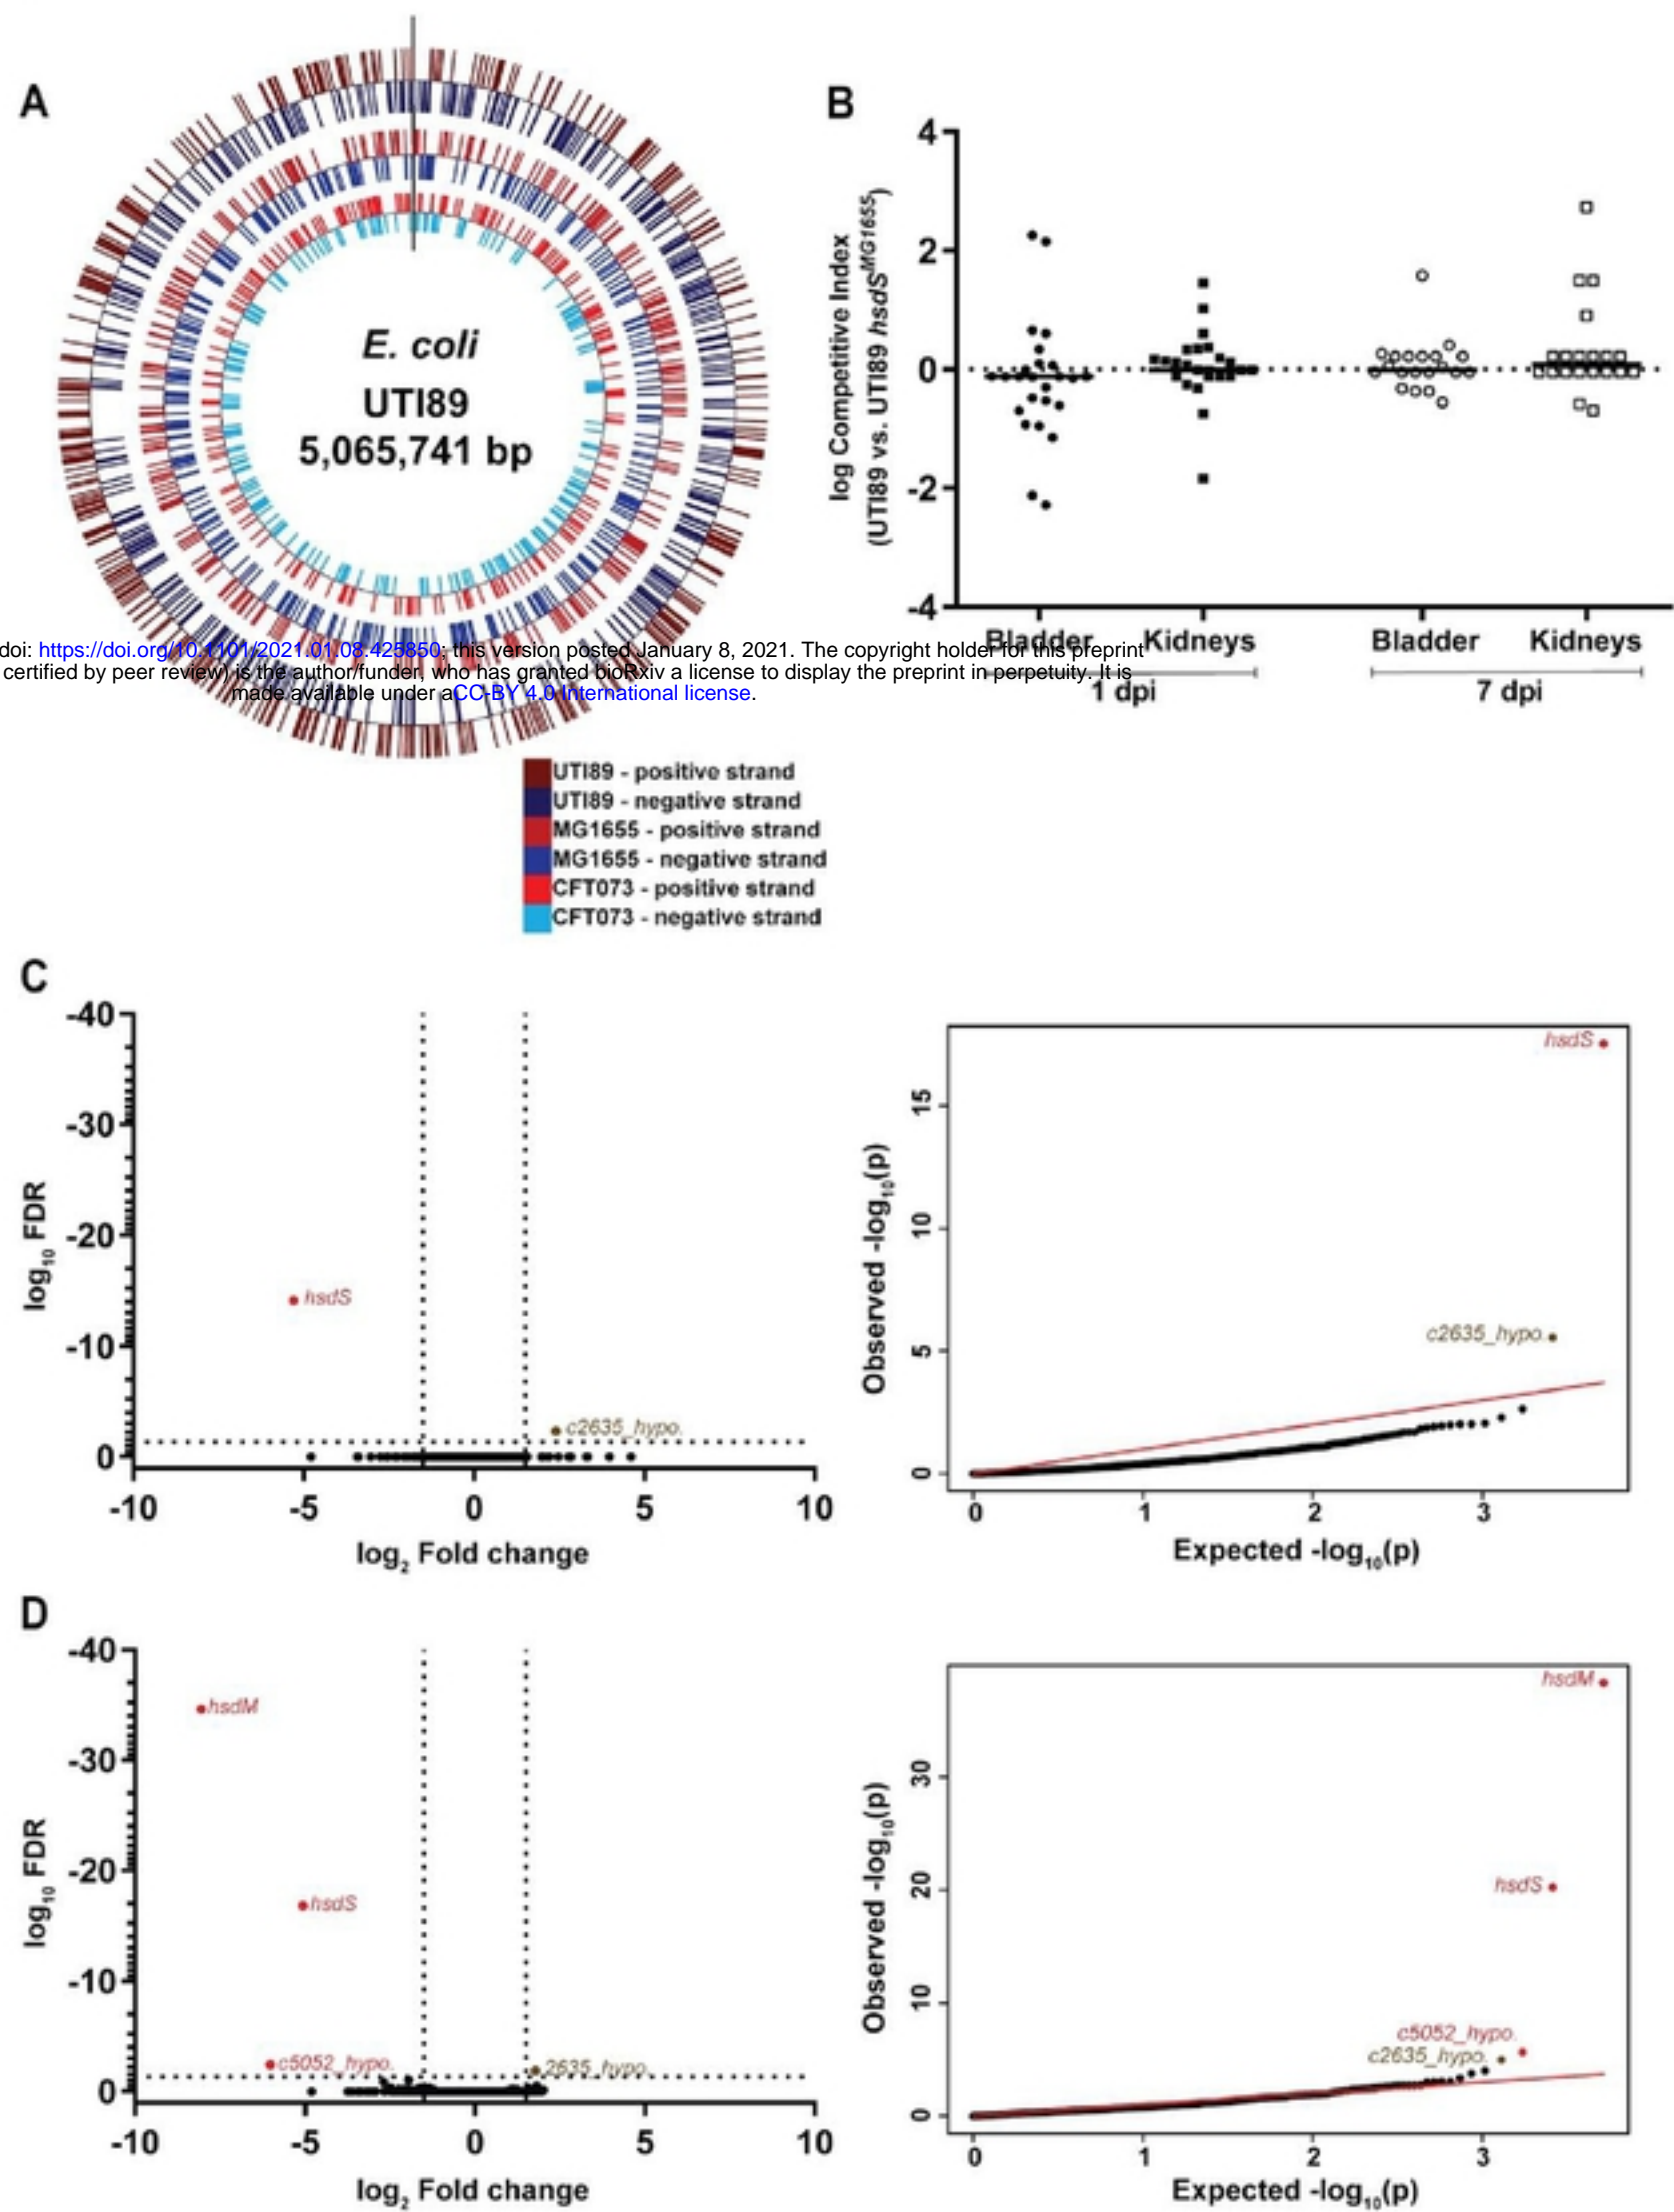 A
E. coli
UTI89
5,065,741 bp
UTI89 - positive strand
UTI89 - negative strand
MG1655 - positive strand
MG1655 - negative strand
CFT073 - positive strand
CFT073 - negative strand
B
log Competitive Index
(UTI89 vs. UTI89 hsdS^MG1655)
4
2
0
-2
-4
Bladder Kidneys Bladder Kidneys
1 dpi 7 dpi
doi: https://doi.org/10.1101/2021.01.08.425850; this version posted January 8, 2021. The copyright holder for this preprint
certified by peer review) is the author/funder, who has granted bioRxiv a license to display the preprint in perpetuity. It is
made available under aCC-BY 4.0 International license.
C
log10 FDR
-40
-30
-20
-10
0
hsdS
c2635_hypo.
-10 -5 0 5 10
log2 Fold change
Observed -log10(p)
15
10
5
0
hsdS
c2635_hypo.
0 1 2 3
Expected -log10(p)
D
log10 FDR
-40
-30
-20
-10
0
hsdM
hsdS
c5052_hypo.
2635_hypo.
-10 -5 0 5 10
log2 Fold change
Observed -log10(p)
30
20
10
0
hsdM
hsdS
c5052_hypo.
c2635_hypo.
0 1 2 3
Expected -log10(p)